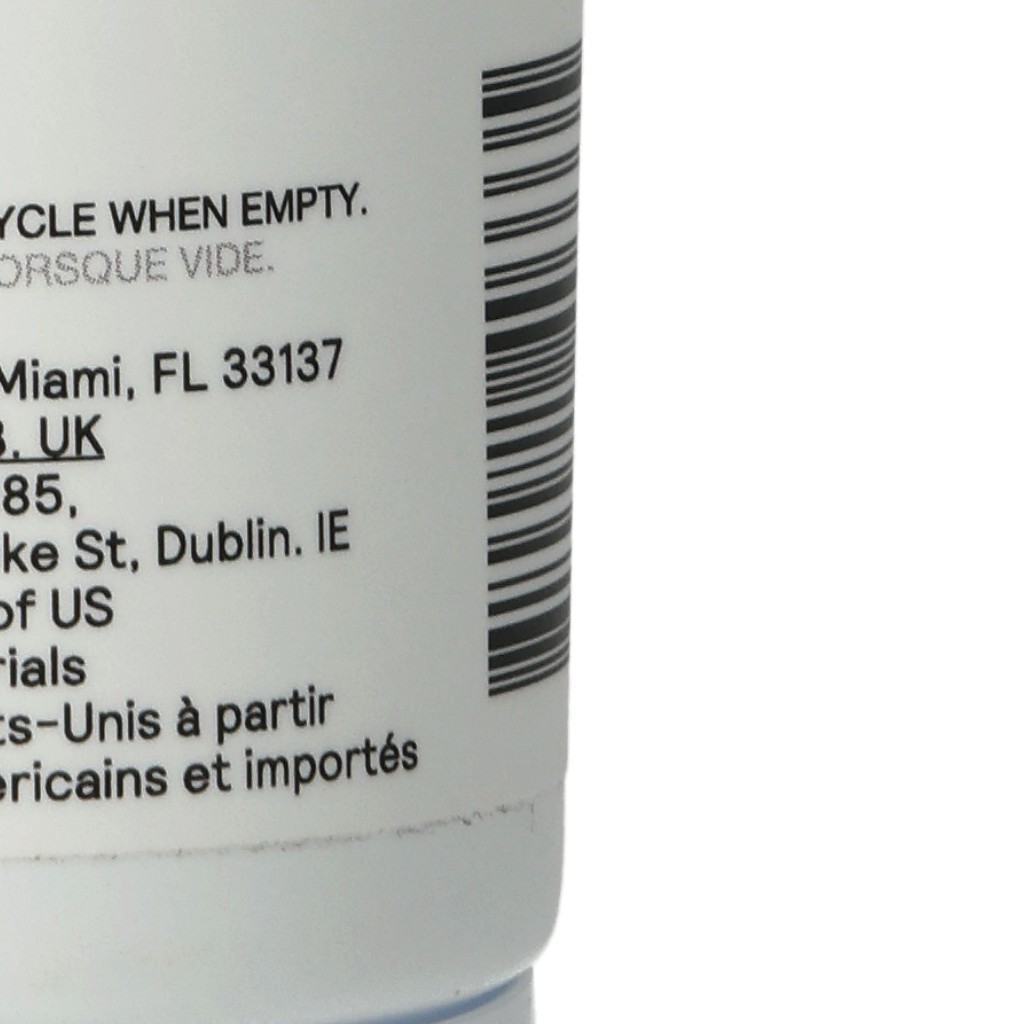 YCLE WHEN EMPTY.
ORSQUE VIDE.
Miami, FL 33137
3. UK
85,
ke St, Dublin. IE
of US
rials
ts-Unis à partir
ericains et importés